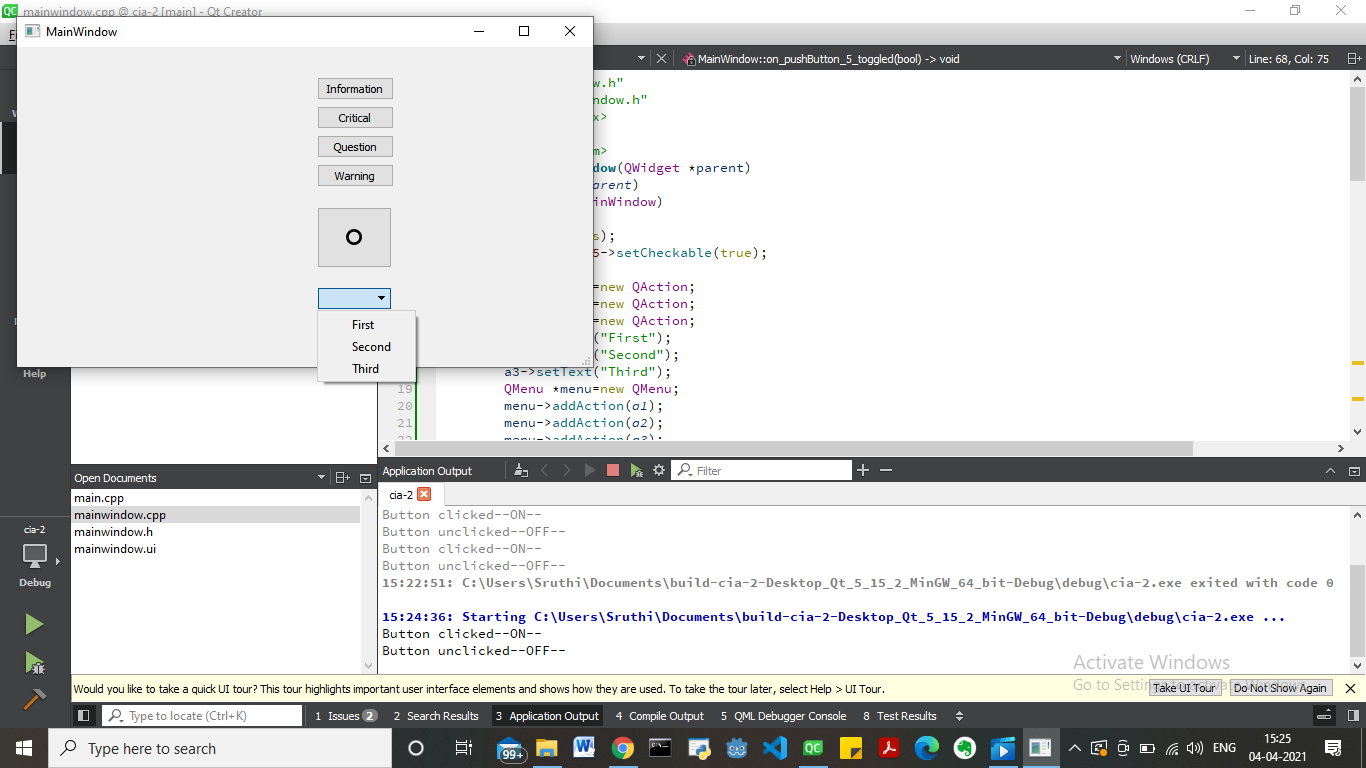 mainwindow.cpp @ cia-2 [main] - Qt Creator
MainWindow
Information
Critical
Question
Warning
First
Second
Third
MainWindow::on_pushButton_5_toggled(bool) -> void
Windows (CRLF)
Line: 68, Col: 75
w.h"
ndow.h"
x>
m>
dow(QWidget *parent)
arent)
inWindow)
s);
5->setCheckable(true);
=new QAction;
=new QAction;
=new QAction;
("First");
("Second");
a3->setText("Third");
19 QMenu *menu=new QMenu;
20 menu->addAction(a1);
21 menu->addAction(a2);
22 menu->addAction(a3);
Help
Open Documents
main.cpp
mainwindow.cpp
mainwindow.h
mainwindow.ui
cia-2
Debug
Application Output
Filter
cia-2
Button clicked--ON--
Button unclicked--OFF--
Button clicked--ON--
Button unclicked--OFF--
15:22:51: C:\Users\Sruthi\Documents\build-cia-2-Desktop_Qt_5_15_2_MinGW_64_bit-Debug\debug\cia-2.exe exited with code 0
15:24:36: Starting C:\Users\Sruthi\Documents\build-cia-2-Desktop_Qt_5_15_2_MinGW_64_bit-Debug\debug\cia-2.exe ...
Button clicked--ON--
Button unclicked--OFF--
Activate Windows
Go to Settings to activate Windows.
Would you like to take a quick UI tour? This tour highlights important user interface elements and shows how they are used. To take the tour later, select Help > UI Tour.
Take UI Tour
Do Not Show Again
Type to locate (Ctrl+K)
1 Issues 2
2 Search Results
3 Application Output
4 Compile Output
5 QML Debugger Console
8 Test Results
Type here to search
99+
QC
ENG
15:25
04-04-2021